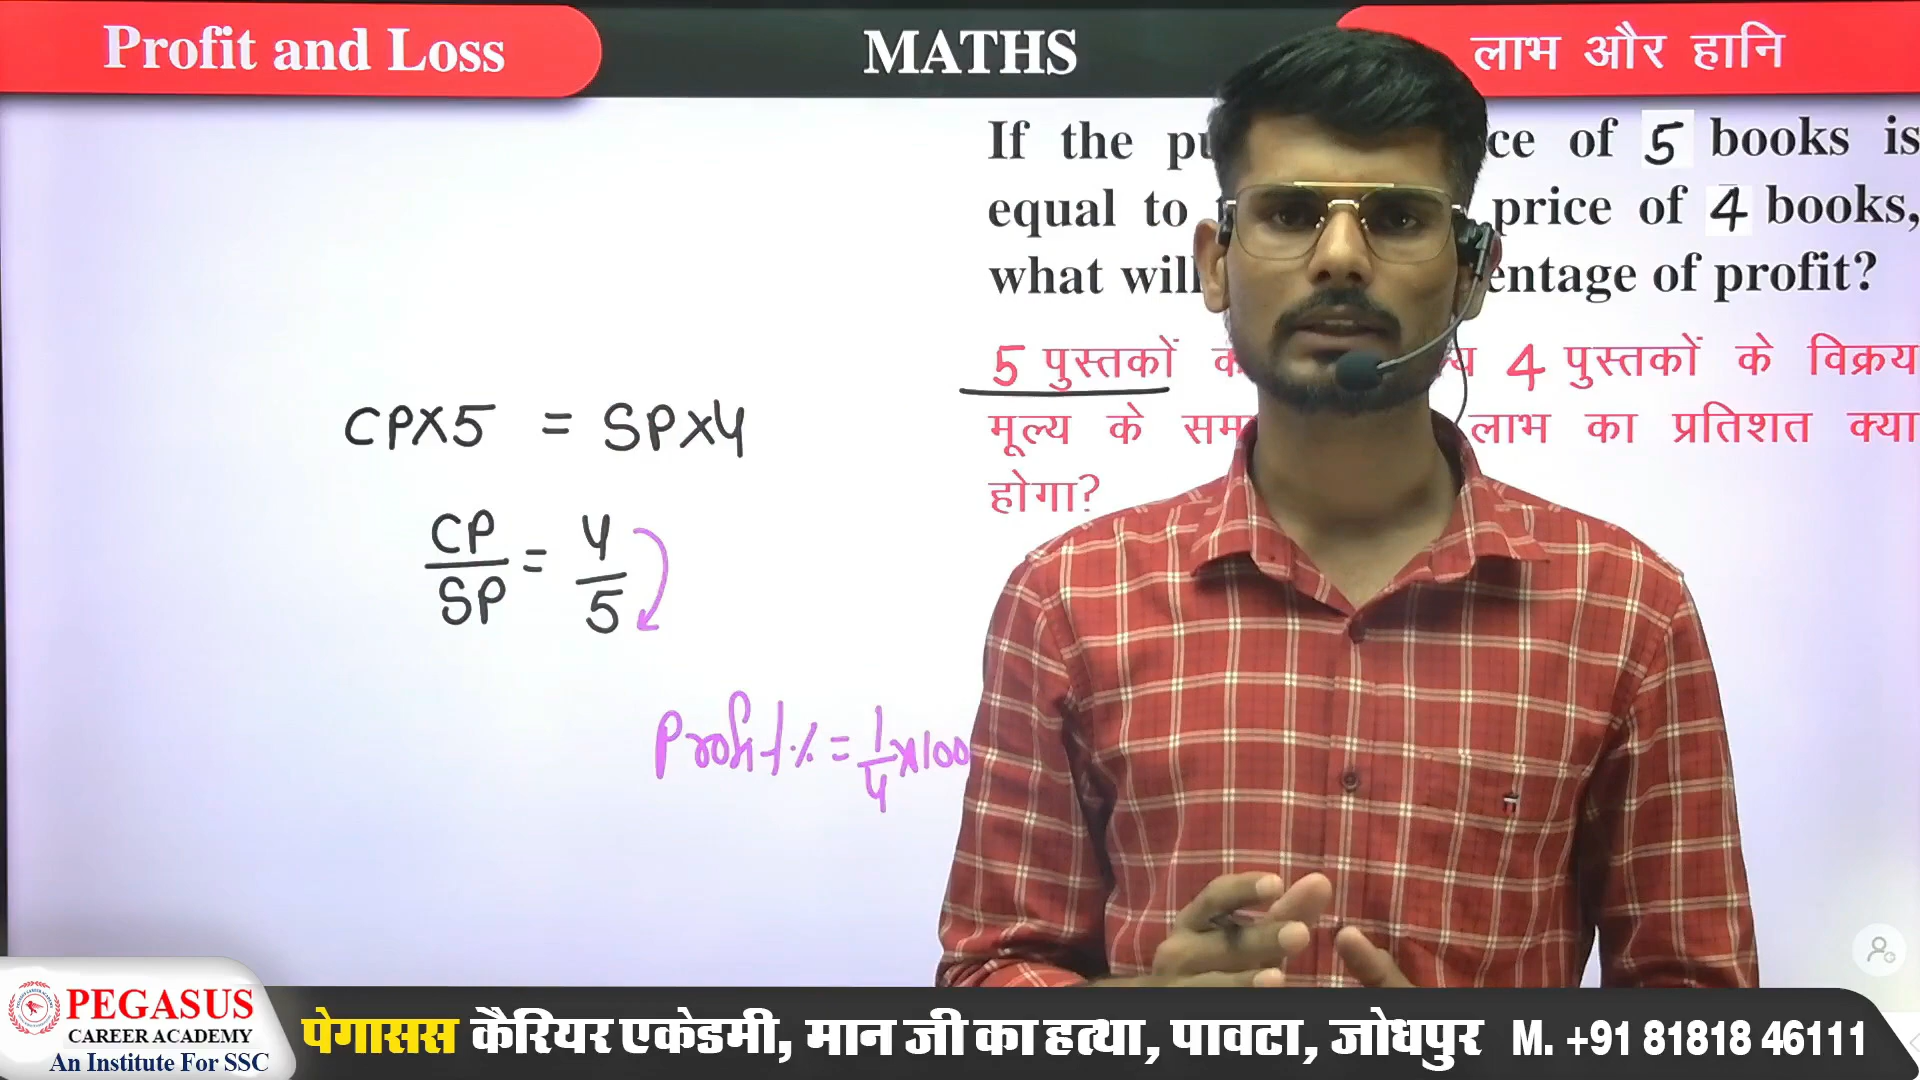 Profit and Loss
MATHS
लाभ और हानि
If the ce of 5 books is
equal to price of 4 books,
what will entage of profit?
5 पुस्तकों 4 पुस्तकों के विक्रय
मूल्य के लाभ का प्रतिशत क्या
होगा?
CP×5 = SP×4
CP/SP = 4/5
Profit % = 1/4 ×100
PEGASUS
CAREER ACADEMY
An Institute For SSC
पेगासस कैरियर एकेडमी, मान जी का हत्था, पावटा, जोधपुर M. +91 81818 46111